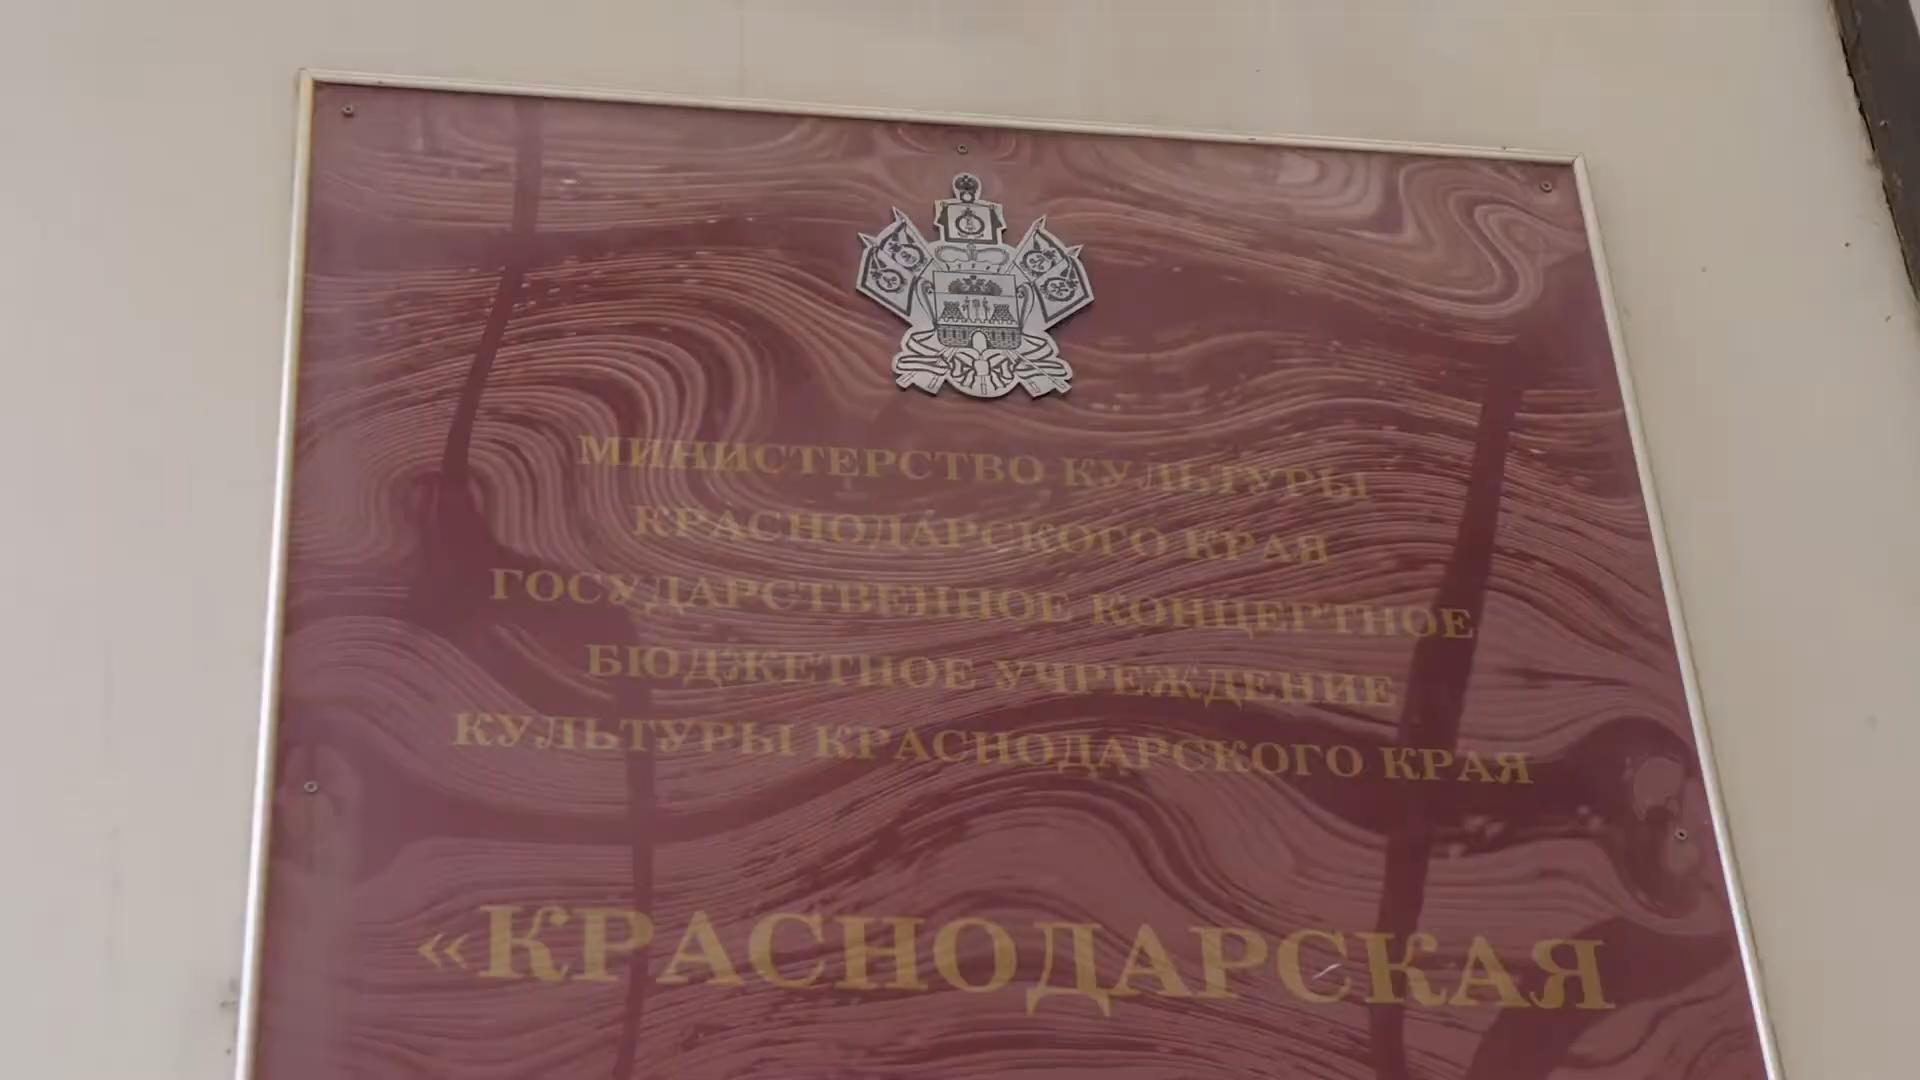 МИНИСТЕРСТВО КУЛЬТУРЫ
КРАСНОДАРСКОГО КРАЯ
ГОСУДАРСТВЕННОЕ КОНЦЕРТНОЕ
БЮДЖЕТНОЕ УЧРЕЖДЕНИЕ
КУЛЬТУРЫ КРАСНОДАРСКОГО КРАЯ
«КРАСНОДАРСКАЯ